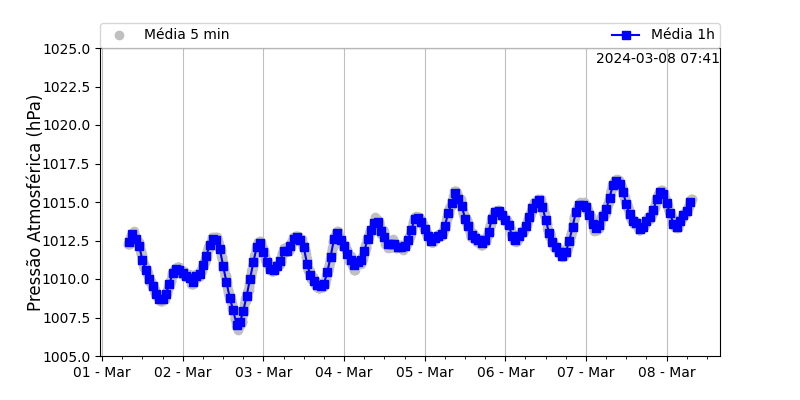 Média 5 min
Média 1h
2024-03-08 07:41
Pressão Atmosférica (hPa)
1025.0
1022.5
1020.0
1017.5
1015.0
1012.5
1010.0
1007.5
1005.0
01 - Mar
02 - Mar
03 - Mar
04 - Mar
05 - Mar
06 - Mar
07 - Mar
08 - Mar